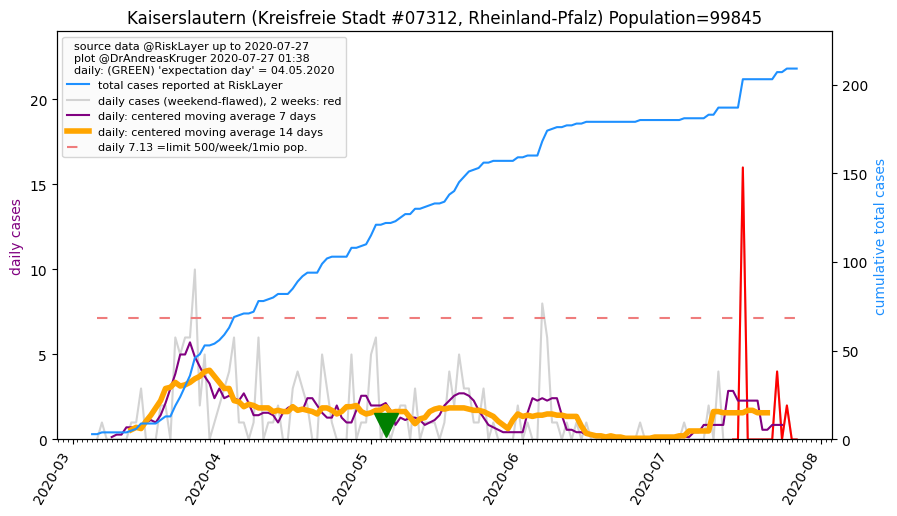 Kaiserslautern (Kreisfreie Stadt #07312, Rheinland-Pfalz) Population=99845
source data @RiskLayer up to 2020-07-27
plot @DrAndreasKruger 2020-07-27 01:38
daily: (GREEN) 'expectation day' = 04.05.2020
total cases reported at RiskLayer
daily cases (weekend-flawed), 2 weeks: red
daily: centered moving average 7 days
daily: centered moving average 14 days
daily 7.13 =limit 500/week/1mio pop.
daily cases
20
15
10
5
0
cumulative total cases
200
150
100
50
0
2020-03
2020-04
2020-05
2020-06
2020-07
2020-08